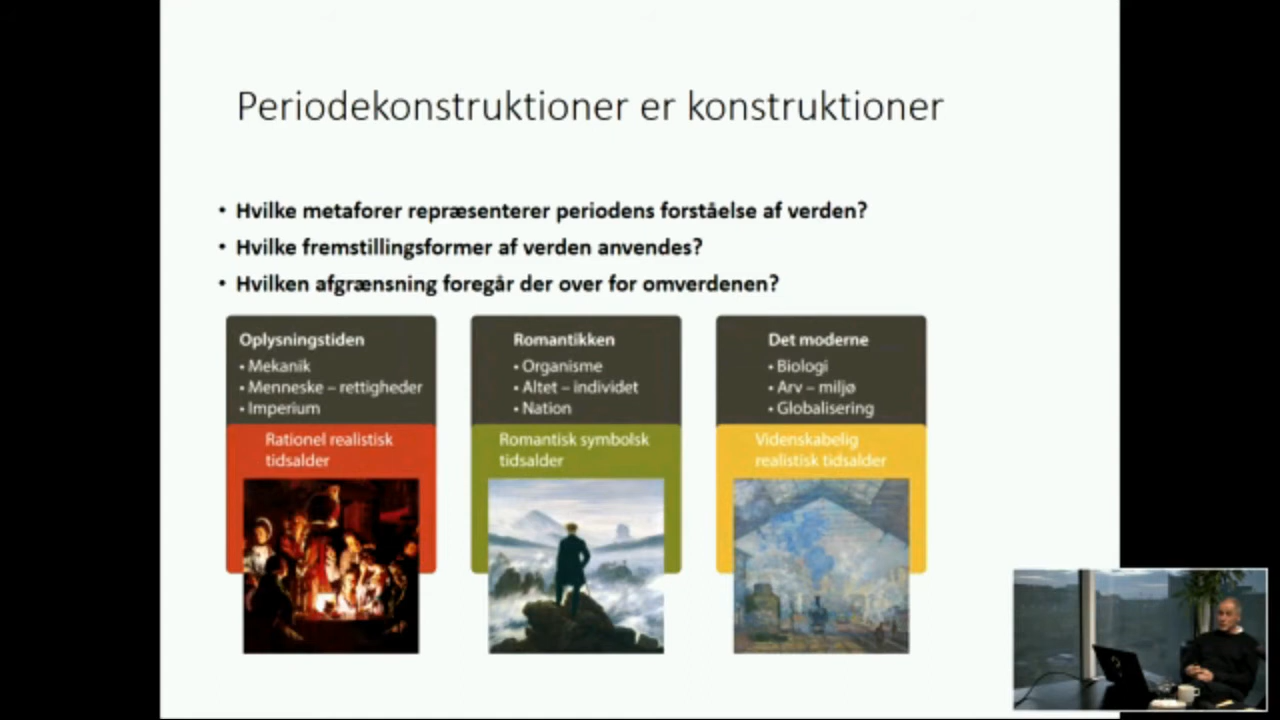 Periodekonstruktioner er konstruktioner
• Hvilke metaforer repræsenterer periodens forståelse af verden?
• Hvilke fremstillingsformer af verden anvendes?
• Hvilken afgrænsning foregår der over for omverdenen?
Oplysningstiden
• Mekanik
• Menneske – rettigheder
• Imperium
Rationel realistisk
tidsalder
Romantikken
• Organisme
• Altet – individet
• Nation
Romantisk symbolsk
tidsalder
Det moderne
• Biologi
• Arv – miljø
• Globalisering
Videnskabelig
realistisk tidsalder